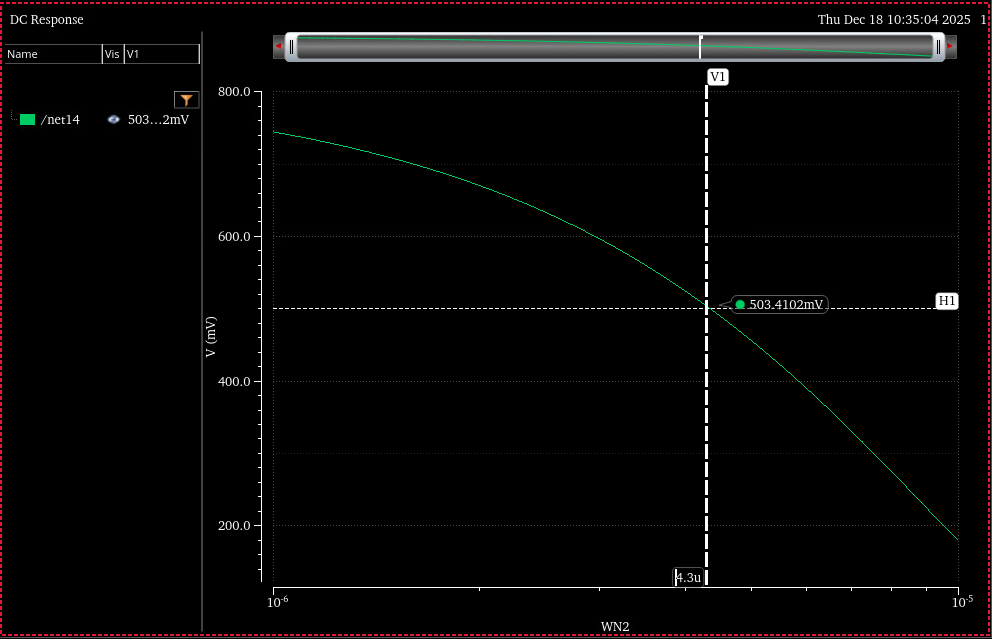 DC Response
Thu Dec 18 10:35:04 2025 1
Name Vis V1
/net14 503...2mV
V1
800.0
600.0
400.0
200.0
V (mV)
503.4102mV
H1
4.3u
10-6
10-5
WN2